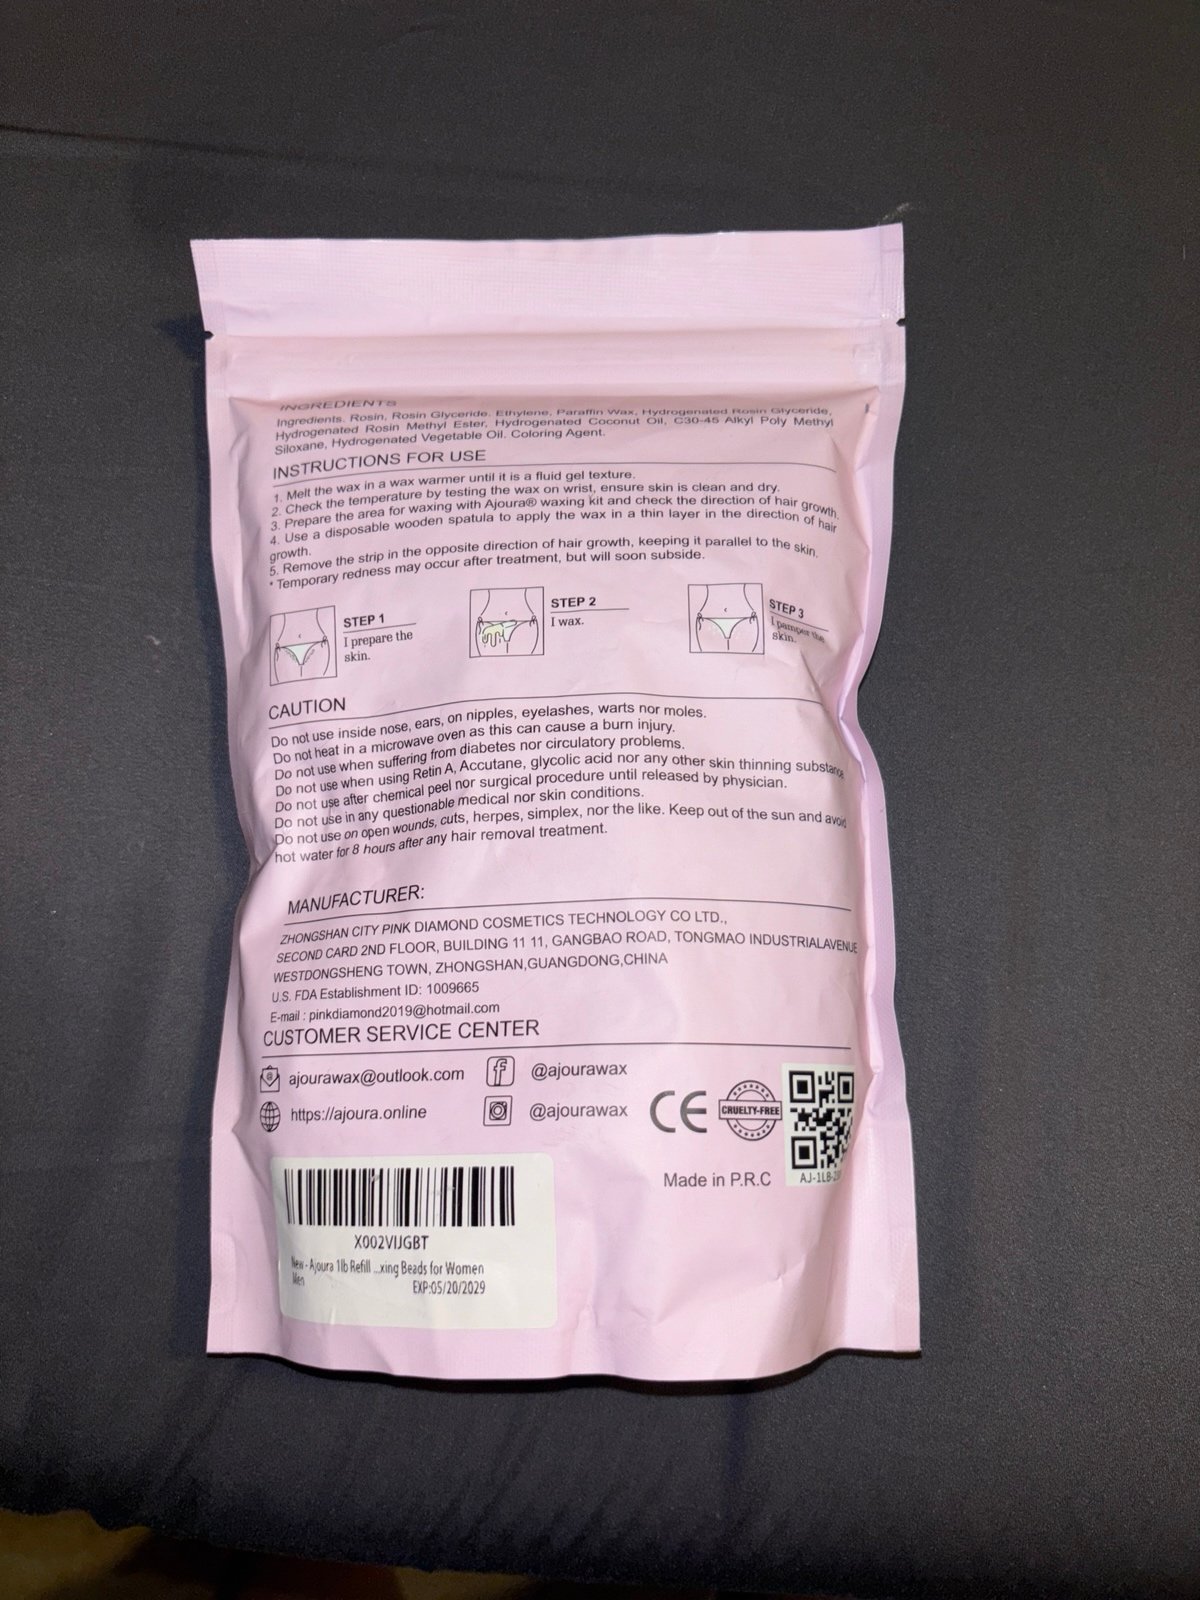 INGREDIENTS
Ingredients. Rosin, Rosin Glyceride. Ethylene, Paraffin Wax, Hydrogenated Rosin Glyceride,
Hydrogenated Rosin Methyl Ester, Hydrogenated Coconut Oil, C30-45 Alkyl Poly Methyl
Siloxane, Hydrogenated Vegetable Oil. Coloring Agent.
INSTRUCTIONS FOR USE
1. Melt the wax in a wax warmer until it is a fluid gel texture.
2. Check the temperature by testing the wax on wrist, ensure skin is clean and dry.
3. Prepare the area for waxing with Ajoura® waxing kit and check the direction of hair growth.
4. Use a disposable wooden spatula to apply the wax in a thin layer in the direction of hair
growth.
5. Remove the strip in the opposite direction of hair growth, keeping it parallel to the skin.
* Temporary redness may occur after treatment, but will soon subside.
STEP 1
I prepare the
skin.
STEP 2
I wax.
STEP 3
I pamper the
skin.
CAUTION
Do not use inside nose, ears, on nipples, eyelashes, warts nor moles.
Do not heat in a microwave oven as this can cause a burn injury.
Do not use when suffering from diabetes nor circulatory problems.
Do not use when using Retin A, Accutane, glycolic acid nor any other skin thinning substance
Do not use after chemical peel nor surgical procedure until released by physician.
Do not use in any questionable medical nor skin conditions.
Do not use on open wounds, cuts, herpes, simplex, nor the like. Keep out of the sun and avoid
hot water for 8 hours after any hair removal treatment.
MANUFACTURER:
ZHONGSHAN CITY PINK DIAMOND COSMETICS TECHNOLOGY CO LTD.,
SECOND CARD 2ND FLOOR, BUILDING 11 11, GANGBAO ROAD, TONGMAO INDUSTRIALAVENUE
WESTDONGSHENG TOWN, ZHONGSHAN,GUANGDONG,CHINA
U.S. FDA Establishment ID: 1009665
E-mail : pinkdiamond2019@hotmail.com
CUSTOMER SERVICE CENTER
ajourawax@outlook.com
@ajourawax
https://ajoura.online
@ajourawax
CE
CRUELTY-FREE
Made in P.R.C
X002VIJGBT
New - Ajoura 1lb Refill ...xing Beads for Women
Men
EXP:05/20/2029